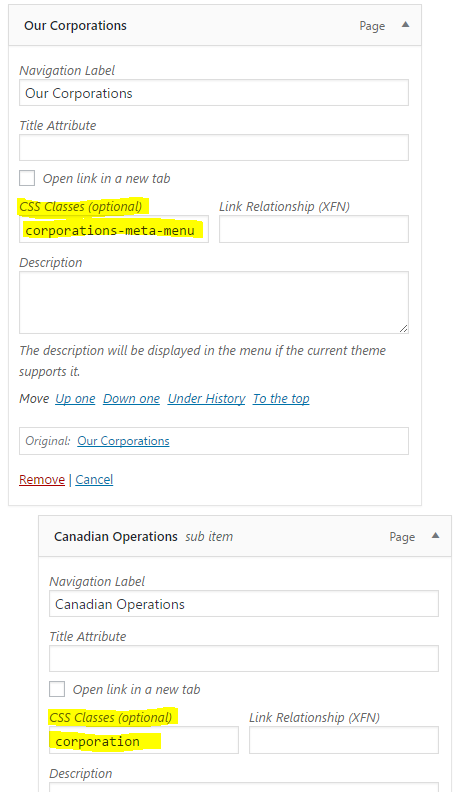 Our Corporations Page
Navigation Label
Our Corporations
Title Attribute
Open link in a new tab
CSS Classes (optional) Link Relationship (XFN)
corporations-meta-menu
Description
The description will be displayed in the menu if the current theme
supports it.
Move Up one Down one Under History To the top
Original: Our Corporations
Remove | Cancel
Canadian Operations sub item Page
Navigation Label
Canadian Operations
Title Attribute
Open link in a new tab
CSS Classes (optional) Link Relationship (XFN)
corporation
Description